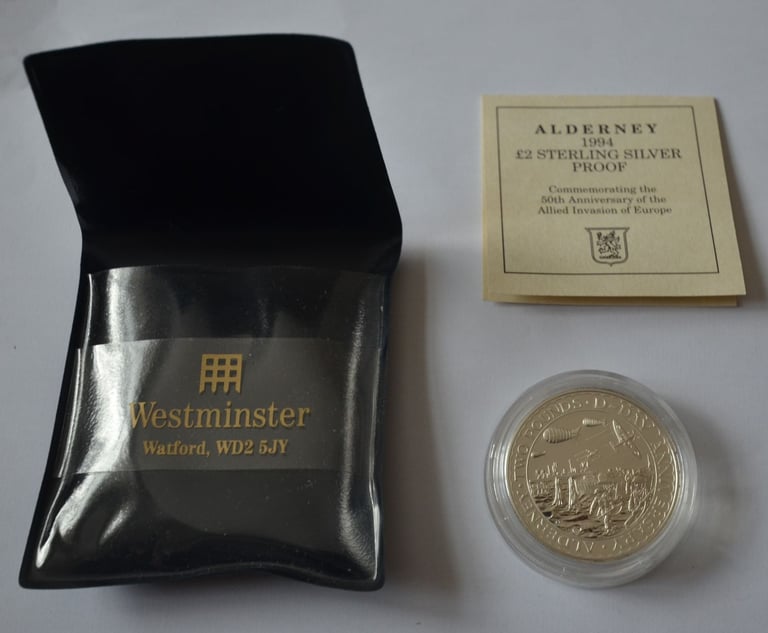 Westminster
Watford, WD2 5JY
ALDERNEY
1994
£2 STERLING SILVER
PROOF
Commemorating the
50th Anniversary of the
Allied Invasion of Europe
ALDERNEY · TWO POUNDS · D-DAY ANNIVERSARY ·